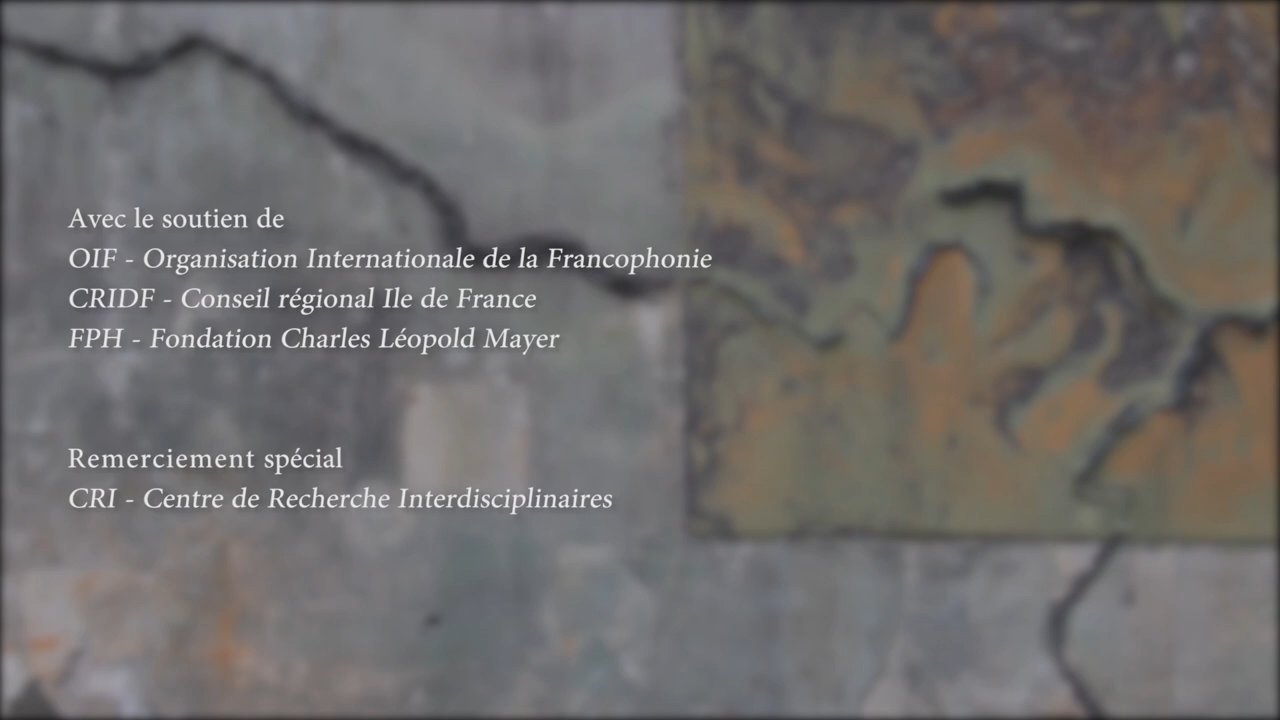 Avec le soutien de
OIF - Organisation Internationale de la Francophonie
CRIDF - Conseil régional Ile de France
FPH - Fondation Charles Léopold Mayer
Remerciement spécial
CRI - Centre de Recherche Interdisciplinaires